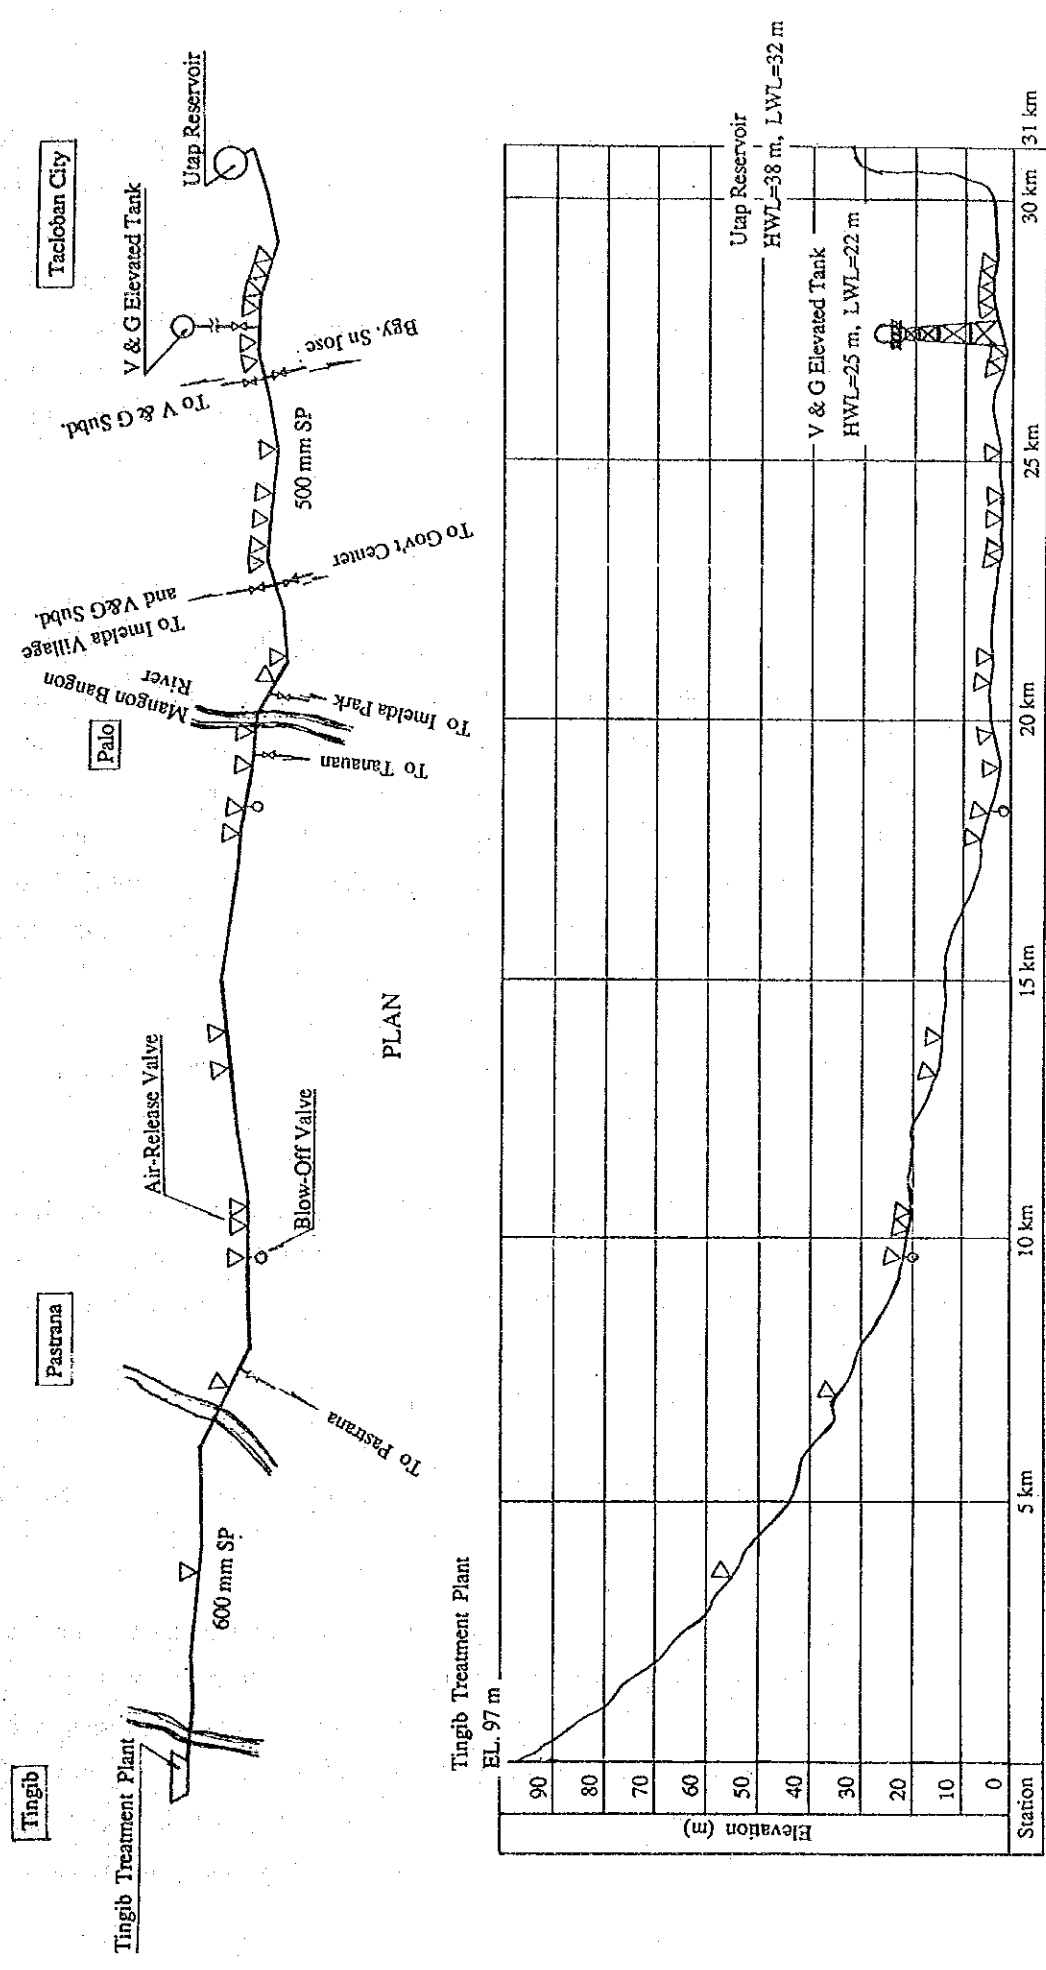 Tingib
Pastrana
Palo
Tacloban City
Tingib Treatment Plant
600 mm SP
To Pastrana
Air-Release Valve
Blow-Off Valve
PLAN
To Tanauan
Mangon Bangon
River
To Imelda Park
To Imelda Village
and V&G Subd.
To Gov't Center
500 mm SP
To V & G Subd.
Bgy. Sn Jose
V & G Elevated Tank
Utap Reservoir
Tingib Treatment Plant
EL. 97 m
V & G Elevated Tank
HWL=25 m, LWL=22 m
Utap Reservoir
HWL=38 m, LWL=32 m
Elevation (m)
90
80
70
60
50
40
30
20
10
0
Station
5 km
10 km
15 km
20 km
25 km
30 km
31 km